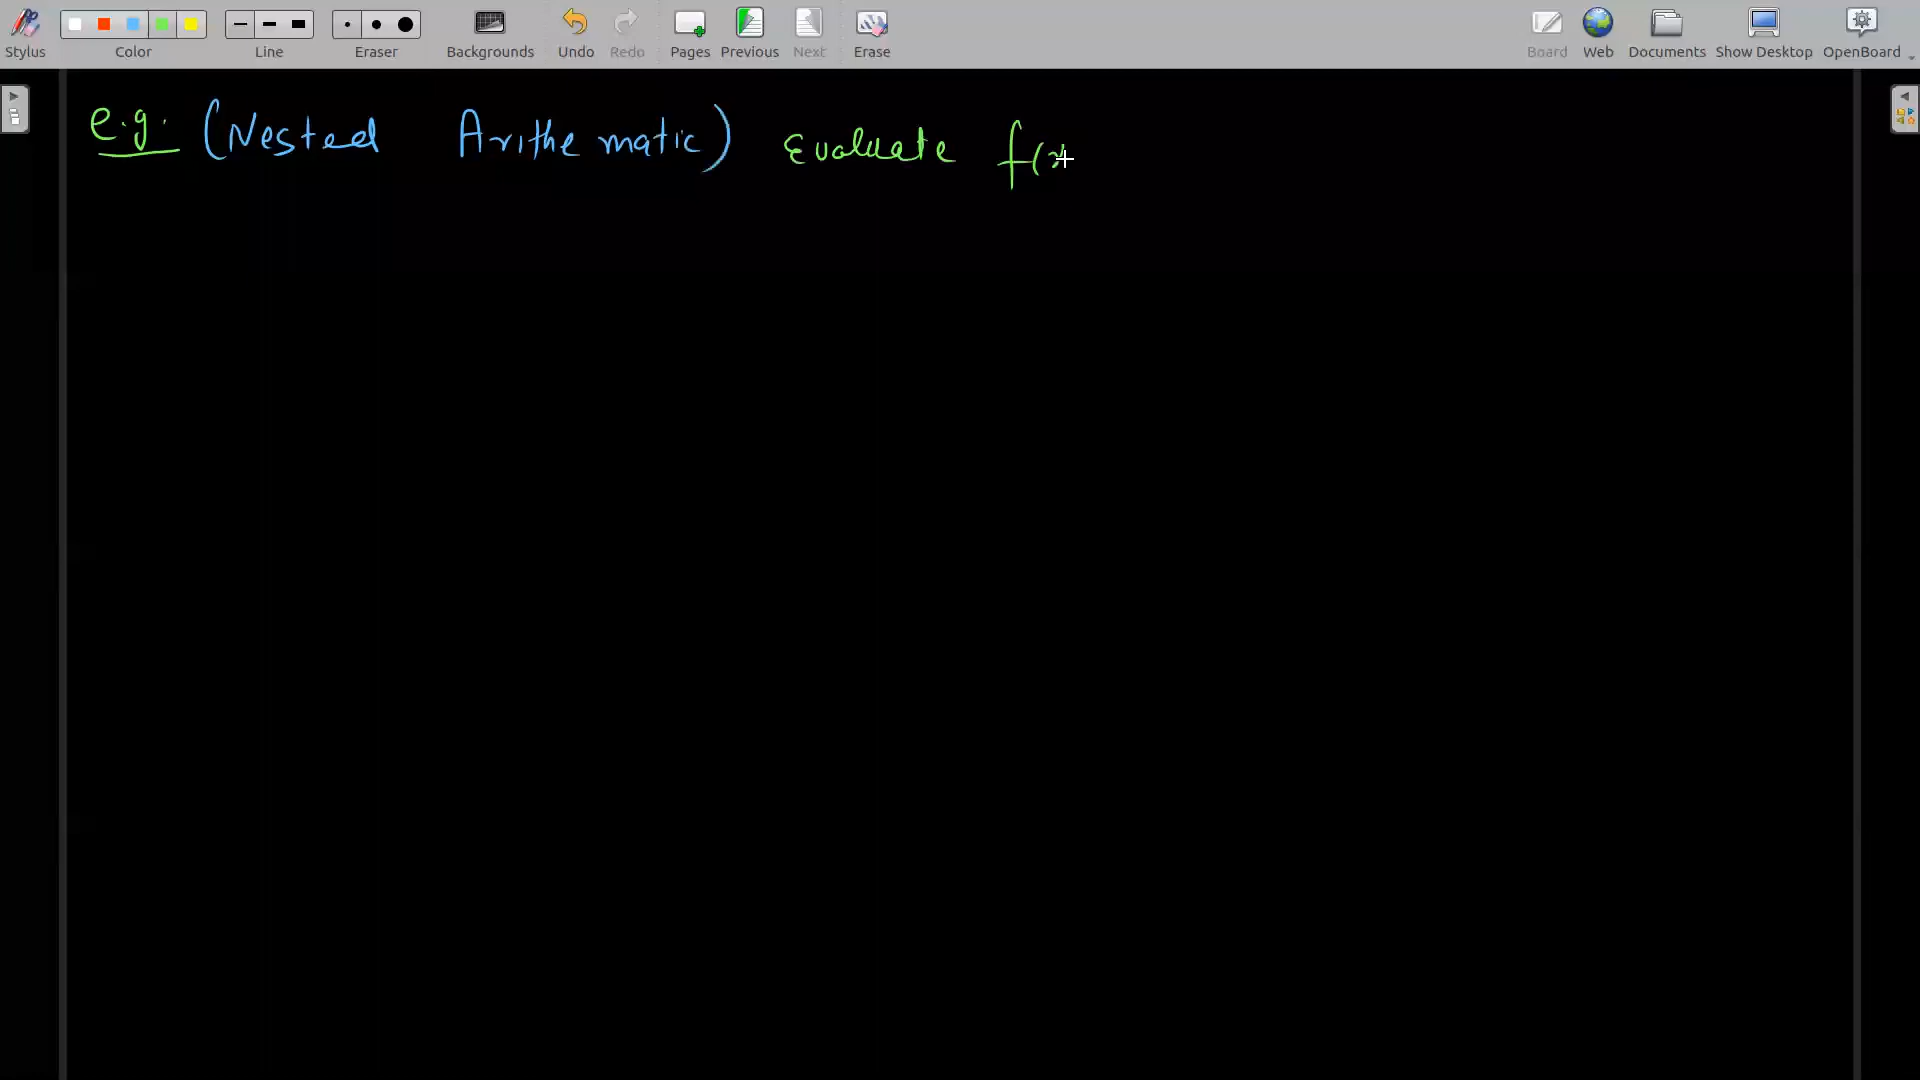 Stylus Color Line Eraser Backgrounds Undo Redo Pages Previous Next Erase Board Web Documents Show Desktop OpenBoard
e.g. (Nested Arithematic) Evaluate f(x